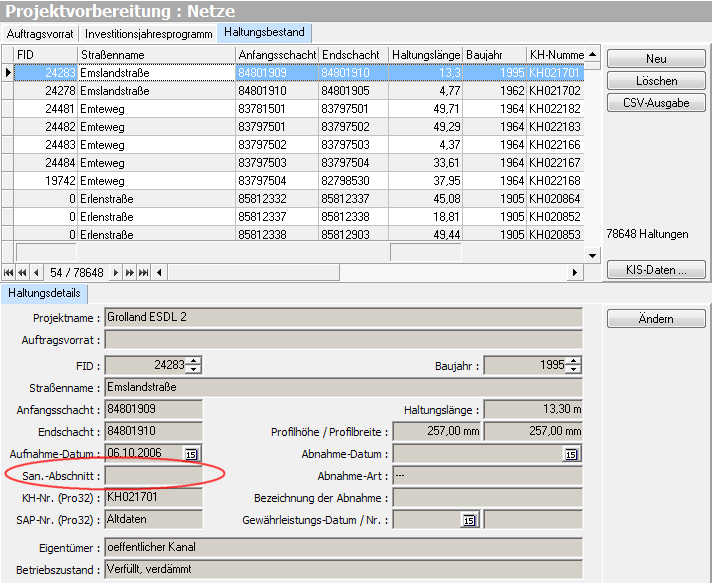 Projektvorbereitung : Netze
Auftragsvorrat Investitionsjahresprogramm Haltungsbestand
FID Straßenname Anfangsschacht Endschacht Haltungslänge Baujahr KH-Numme
24283 Emslandstraße 84801909 84801910 13,3 1995 KH021701
24278 Emslandstraße 84801910 84801905 4,77 1962 KH021702
24481 Emteweg 83781501 83797501 49,71 1964 KH022182
24482 Emteweg 83797501 83797502 49,29 1964 KH022183
24483 Emteweg 83797502 83797503 4,37 1964 KH022166
24484 Emteweg 83797503 83797504 33,61 1964 KH022167
19742 Emteweg 83797504 82798530 37,95 1964 KH022168
0 Erlenstraße 85812332 85812337 45,08 1905 KH020864
0 Erlenstraße 85812337 85812338 18,81 1905 KH020852
0 Erlenstraße 85812338 85812903 49,44 1905 KH020853
54 / 78648
Neu
Löschen
CSV-Ausgabe
78648 Haltungen
KIS-Daten ...
Haltungsdetails
Projektname : Grolland ESDL 2
Ändern
Auftragsvorrat :
FID : 24283 Baujahr : 1995
Straßenname : Emslandstraße
Anfangsschacht : 84801909 Haltungslänge : 13,30 m
Endschacht : 84801910 Profilhöhe / Profilbreite : 257,00 mm 257,00 mm
Aufnahme-Datum : 06.10.2006 15 Abnahme-Datum : 15
San.-Abschnitt : Abnahme-Art : ---
KH-Nr. (Pro32) : KH021701 Bezeichnung der Abnahme :
SAP-Nr. (Pro32) : Altdaten Gewährleistungs-Datum / Nr. : 15
Eigentümer : oeffentlicher Kanal
Betriebszustand : Verfüllt, verdämmt